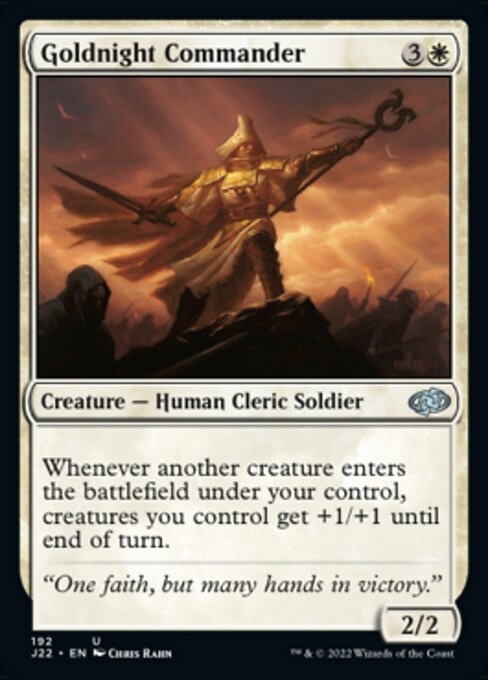 Goldnight Commander 3
Creature — Human Cleric Soldier
Whenever another creature enters
the battlefield under your control,
creatures you control get +1/+1 until
end of turn.
“One faith, but many hands in victory.”
2/2
192 U
J22 • EN Chris Rahn
™ & © 2022 Wizards of the Coast